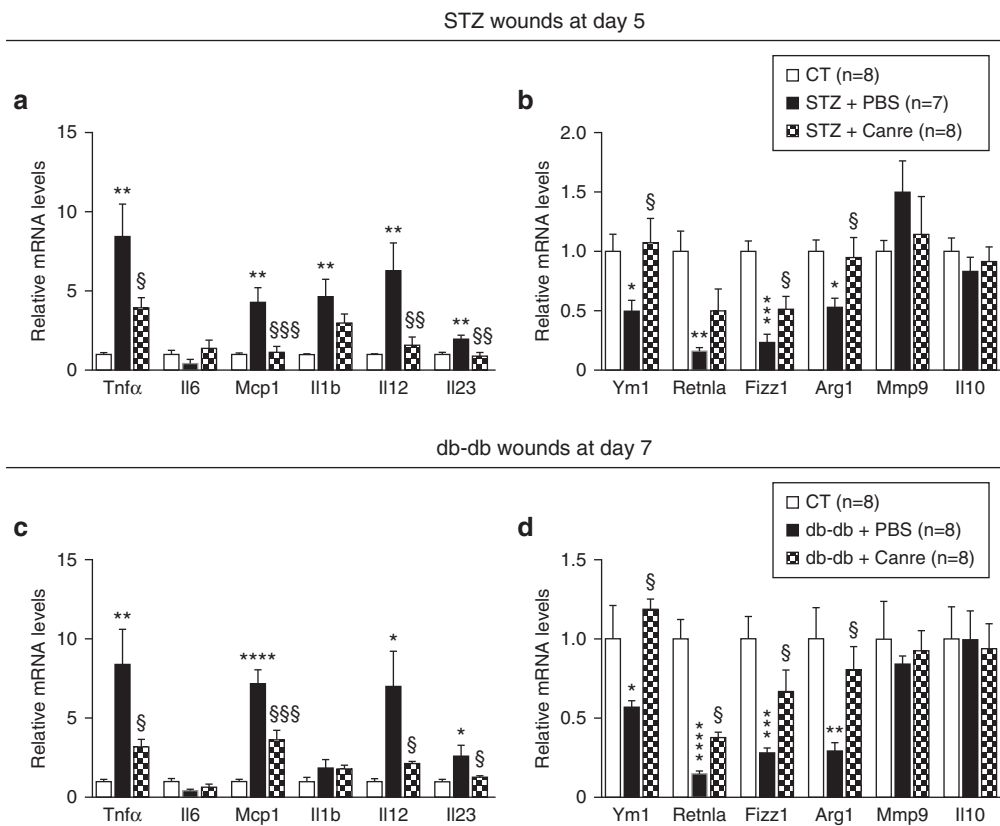 STZ wounds at day 5
a
Relative mRNA levels
15
10
5
0
** § ** §§§ ** ** §§ ** §§
Tnfα Il6 Mcp1 Il1b Il12 Il23
b
CT (n=8)
STZ + PBS (n=7)
STZ + Canre (n=8)
Relative mRNA levels
2.0
1.5
1.0
0.5
0
* § ** *** § * §
Ym1 Retnla Fizz1 Arg1 Mmp9 Il10
db-db wounds at day 7
c
Relative mRNA levels
15
10
5
0
** § **** §§§ * § * §
Tnfα Il6 Mcp1 Il1b Il12 Il23
d
CT (n=8)
db-db + PBS (n=8)
db-db + Canre (n=8)
Relative mRNA levels
1.5
1.0
0.5
0
* § **** § *** § ** §
Ym1 Retnla Fizz1 Arg1 Mmp9 Il10